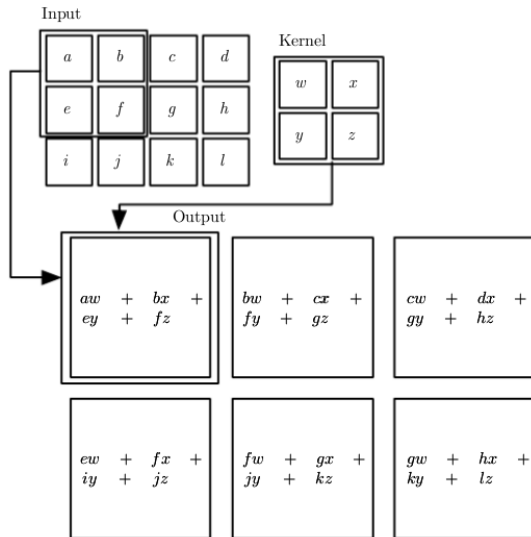 Input
Kernel
a b c d
w x
e f g h
y z
i j k l
Output
aw + bx +
ey + fz
bw + cx +
fy + gz
cw + dx +
gy + hz
ew + fx +
iy + jz
fw + gx +
jy + kz
gw + hx +
ky + lz